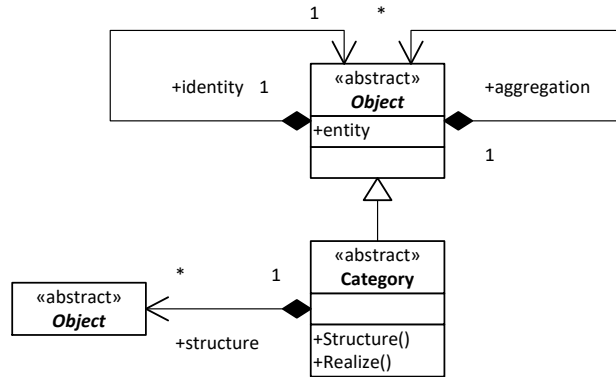 1
*
«abstract»
Object
+identity
1
+aggregation
+entity
1
«abstract»
Category
*
1
«abstract»
Object
+structure
+Structure()
+Realize()